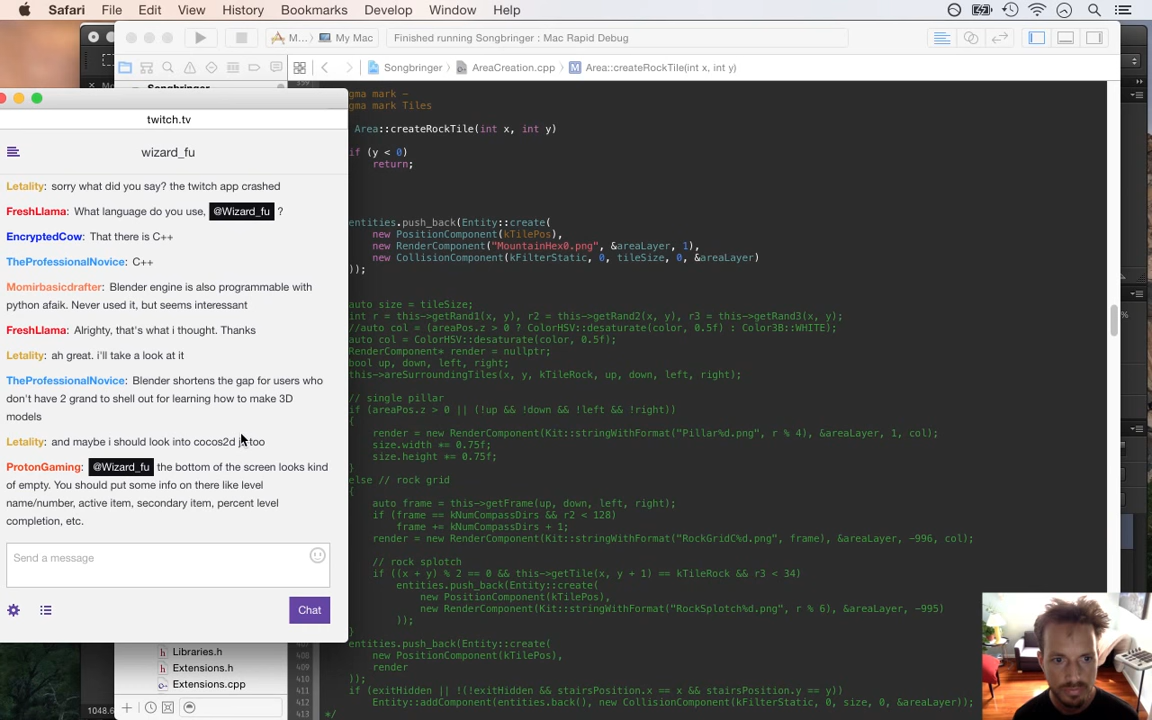 Safari File Edit View History Bookmarks Develop Window Help
M... My Mac
Finished running Songbringer : Mac Rapid Debug
Songbringer AreaCreation.cpp M Area::createRockTile(int x, int y)
twitch.tv
wizard_fu
Letality: sorry what did you say? the twitch app crashed
FreshLlama: What language do you use, @Wizard_fu ?
EncryptedCow: That there is C++
TheProfessionalNovice: C++
Momirbasicdrafter: Blender engine is also programmable with
python afaik. Never used it, but seems interessant
FreshLlama: Alrighty, that's what i thought. Thanks
Letality: ah great. i'll take a look at it
TheProfessionalNovice: Blender shortens the gap for users who
don't have 2 grand to shell out for learning how to make 3D
models
Letality: and maybe i should look into cocos2d too
ProtonGaming: @Wizard_fu the bottom of the screen looks kind
of empty. You should put some info on there like level
name/number, active item, secondary item, percent level
completion, etc.
Send a message
Chat
Libraries.h
Extensions.h
Extensions.cpp
gma mark –
gma mark Tiles
Area::createRockTile(int x, int y)
if (y < 0)
return;
entities.push_back(Entity::create(
new PositionComponent(kTilePos),
new RenderComponent("MountainHex0.png", &areaLayer, 1),
new CollisionComponent(kFilterStatic, 0, tileSize, 0, &areaLayer)
));
auto size = tileSize;
int r = this->getRand1(x, y), r2 = this->getRand2(x, y), r3 = this->getRand3(x, y);
//auto col = (areaPos.z > 0 ? ColorHSV::desaturate(color, 0.5f) : Color3B::WHITE);
auto col = ColorHSV::desaturate(color, 0.5f);
RenderComponent* render = nullptr;
bool up, down, left, right;
this->areSurroundingTiles(x, y, kTileRock, up, down, left, right);
// single pillar
if (areaPos.z > 0 || (!up && !down && !left && !right))
{
render = new RenderComponent(Kit::stringWithFormat("Pillar%d.png", r % 4), &areaLayer, 1, col);
size.width *= 0.75f;
size.height *= 0.75f;
}
else // rock grid
{
auto frame = this->getFrame(up, down, left, right);
if (frame == kNumCompassDirs && r2 < 128)
frame += kNumCompassDirs + 1;
render = new RenderComponent(Kit::stringWithFormat("RockGridC%d.png", frame), &areaLayer, -996, col);
// rock splotch
if ((x + y) % 2 == 0 && this->getTile(x, y + 1) == kTileRock && r3 < 34)
entities.push_back(Entity::create(
new PositionComponent(kTilePos),
new RenderComponent(Kit::stringWithFormat("RockSplotch%d.png", r % 6), &areaLayer, -995)
));
}
407 entities.push_back(Entity::create(
408 new PositionComponent(kTilePos),
409 render
410 ));
411 if (exitHidden || !(!exitHidden && stairsPosition.x == x && stairsPosition.y == y))
412 Entity::addComponent(entities.back(), new CollisionComponent(kFilterStatic, 0, size, 0, &areaLayer));
413 */